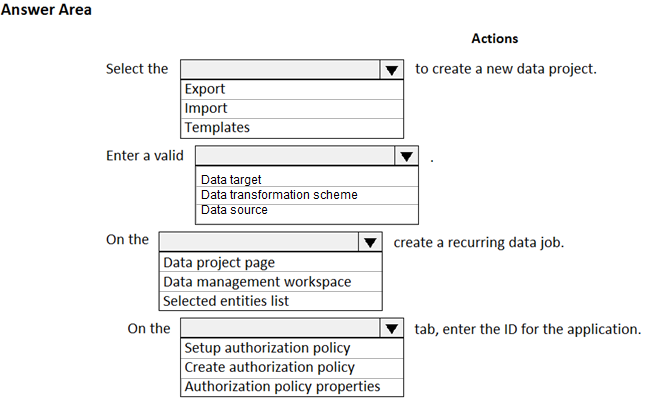 Answer Area
Actions
Select the to create a new data project.
Export
Import
Templates
Enter a valid .
Data target
Data transformation scheme
Data source
On the create a recurring data job.
Data project page
Data management workspace
Selected entities list
On the tab, enter the ID for the application.
Setup authorization policy
Create authorization policy
Authorization policy properties